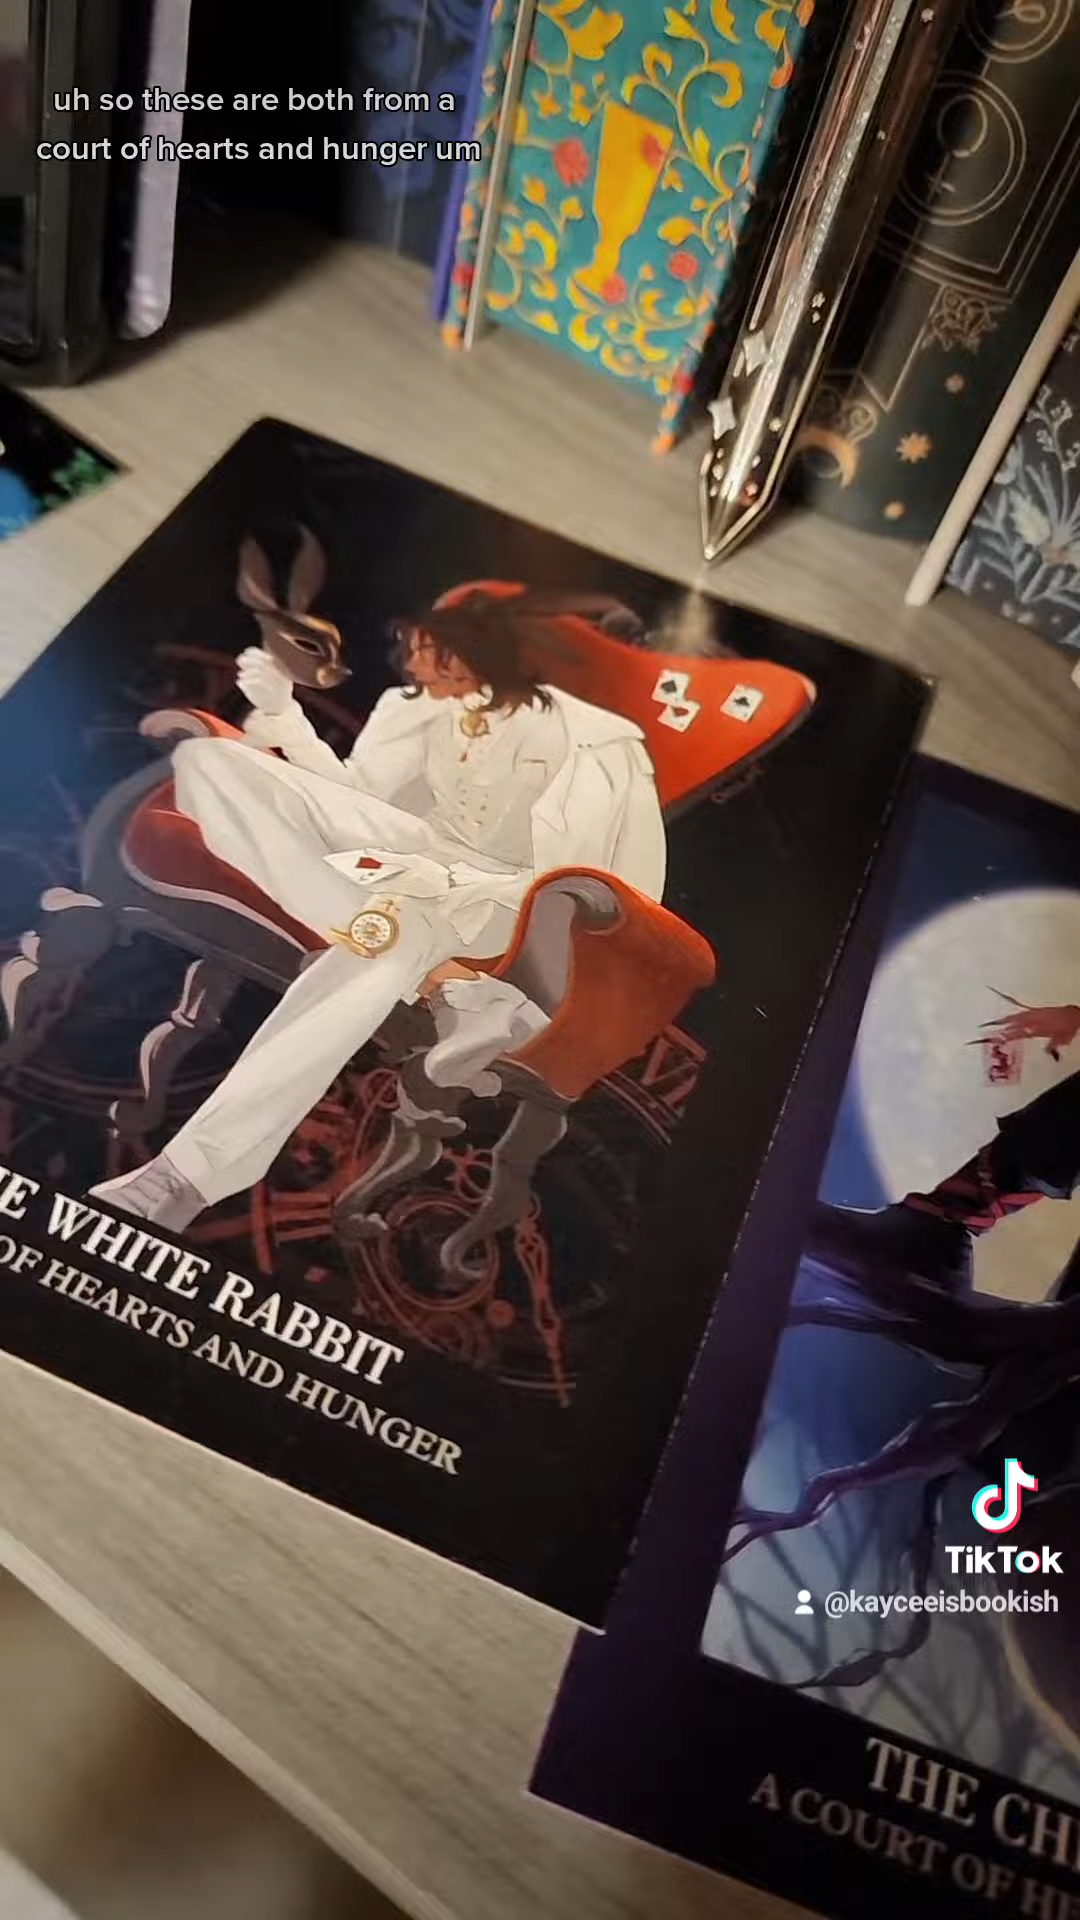 uh so these are both from a
court of hearts and hunger um
WHITE RABBIT
OF HEARTS AND HUNGER
VI
TikTok
@kayceeisbookish
THE
A COURT OF